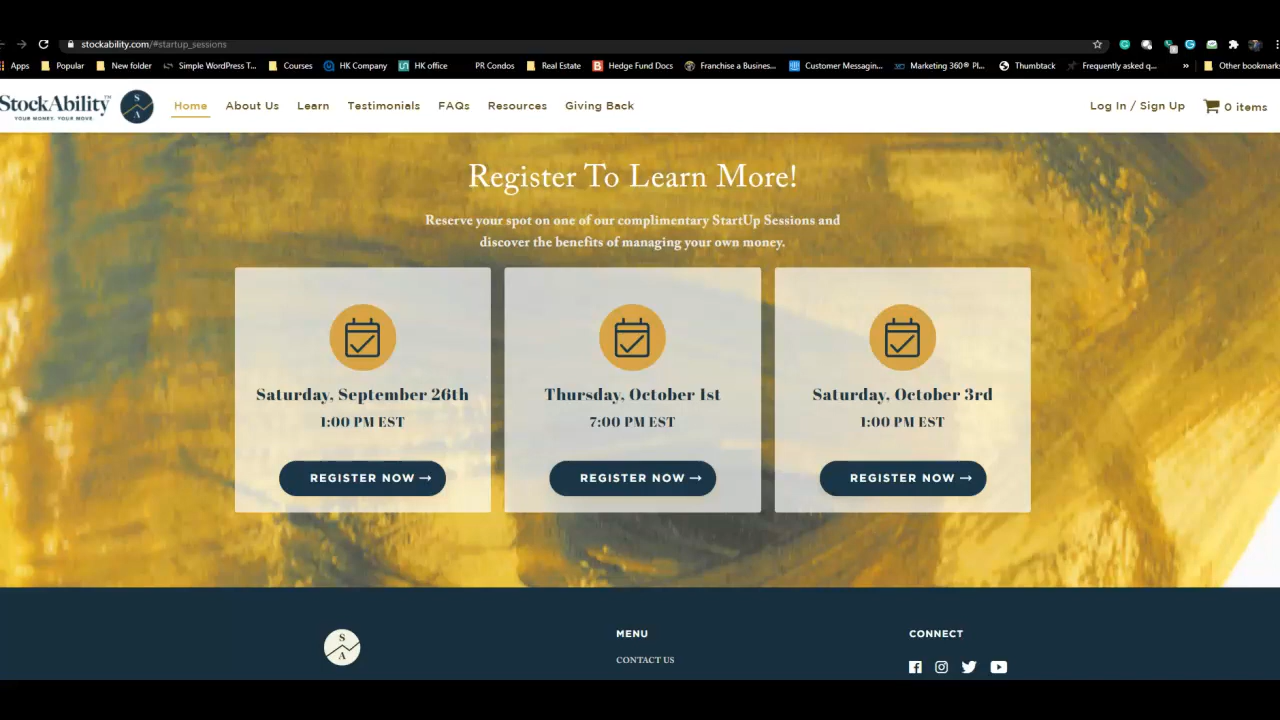 stockability.com/#startup_sessions
Apps Popular New folder Simple WordPress T... Courses HK Company HK office PR Condos Real Estate Hedge Fund Docs Franchise a Busines... Customer Messagin... Marketing 360® Pl... Thumbtack Frequently asked q... » Other bookmarks
StockAbility™ S A Home About Us Learn Testimonials FAQs Resources Giving Back Log In / Sign Up 0 items
YOUR MONEY. YOUR MOVE.
Register To Learn More!
Reserve your spot on one of our complimentary StartUp Sessions and
discover the benefits of managing your own money.
Saturday, September 26th
1:00 PM EST
REGISTER NOW →
Thursday, October 1st
7:00 PM EST
REGISTER NOW →
Saturday, October 3rd
1:00 PM EST
REGISTER NOW →
S
A
MENU
CONTACT US
CONNECT